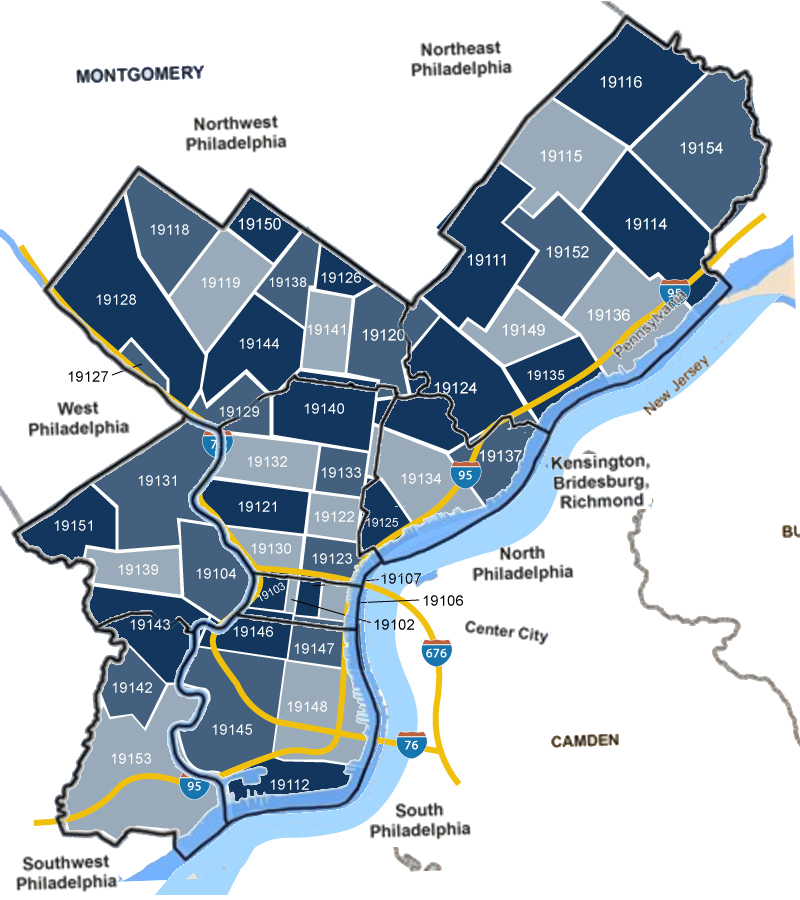 Northeast
Philadelphia
MONTGOMERY
19116
Northwest
Philadelphia
19154
19115
19114
19150
19118
19152
19111
19126
19119
19138
19128
95
19136
Pennsylvania
19149
19141
19120
19144
19135
19127
New Jersey
19124
West
Philadelphia
19129
19140
76
19137
Kensington,
Bridesburg,
Richmond
19132
19133
95
19134
19131
19121
19122
19125
19151
BU
19130
19123
North
Philadelphia
19139
19104
19107
19103
19106
19102
Center City
19143
19146
19147
676
19142
19148
19145
CAMDEN
76
19153
95
19112
South
Philadelphia
Southwest
Philadelphia